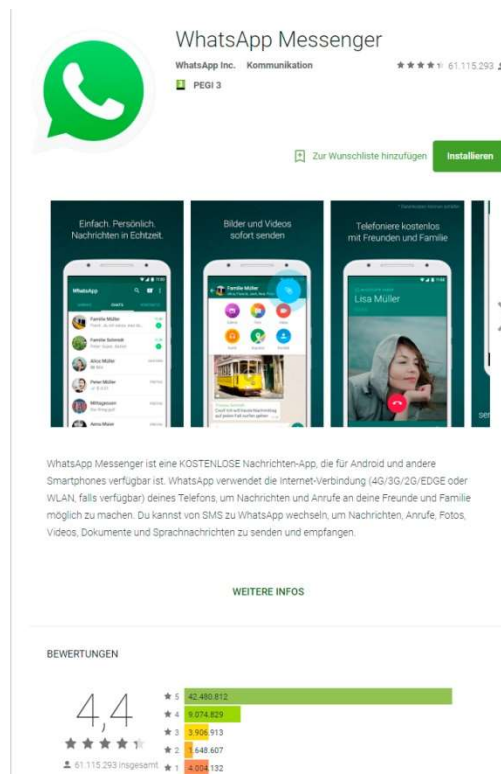 WhatsApp Messenger
WhatsApp Inc. Kommunikation
61.115.293
PEGI 3
Zur Wunschliste hinzufügen
Installieren
Einfach. Persönlich.
Nachrichten in Echtzeit.
WhatsApp
CHATS
Familie Müller
Familie Schmidt
Alice Müller
Peter Müller
Mittagessen
Anna Maier
Bilder und Videos
sofort senden
Familie Müller
Telefoniere kostenlos
mit Freunden und Familie
Lisa Müller
WhatsApp Messenger ist eine KOSTENLOSE Nachrichten-App, die für Android und andere
Smartphones verfügbar ist. WhatsApp verwendet die Internet-Verbindung (4G/3G/2G/EDGE oder
WLAN, falls verfügbar) deines Telefons, um Nachrichten und Anrufe an deine Freunde und Familie
möglich zu machen. Du kannst von SMS zu WhatsApp wechseln, um Nachrichten, Anrufe, Fotos,
Videos, Dokumente und Sprachnachrichten zu senden und empfangen.
WEITERE INFOS
BEWERTUNGEN
4,4
61.115.293 insgesamt
5 42.480.812
4 9.074.829
3 3.906.913
2 1.648.607
1 4.004.132